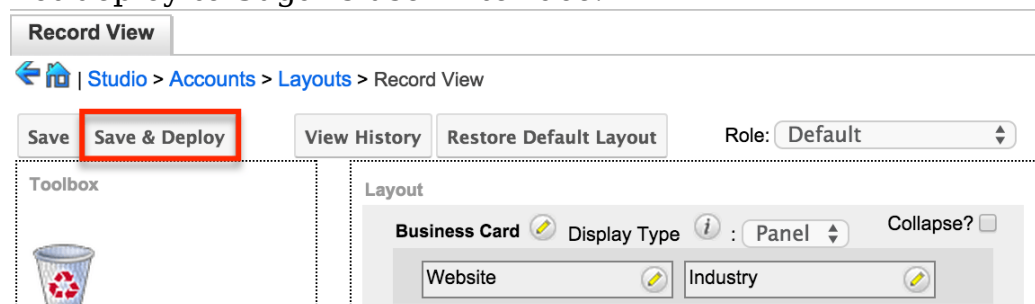 Record View
| Studio > Accounts > Layouts > Record View
Save Save & Deploy View History Restore Default Layout Role: Default
Toolbox
Layout
Business Card Display Type i : Panel Collapse?
Website Industry